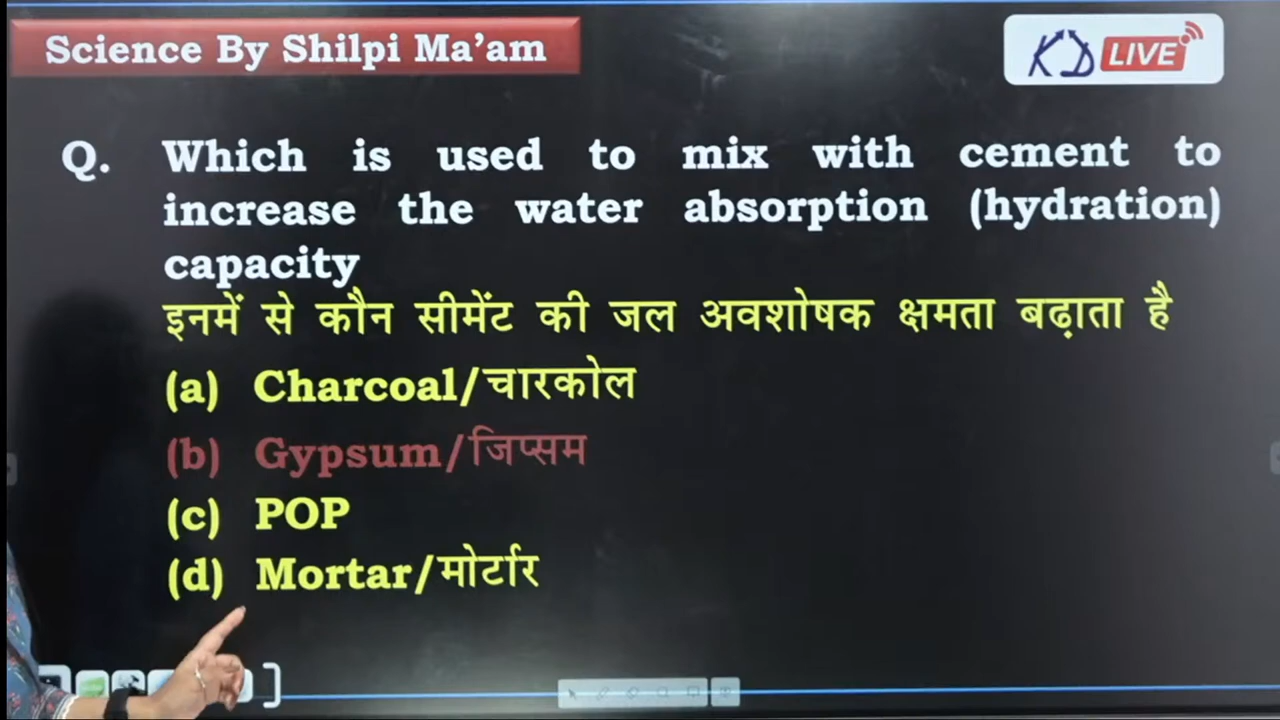 Science By Shilpi Ma'am
KD LIVE
Q. Which is used to mix with cement to
increase the water absorption (hydration)
capacity
इनमें से कौन सीमेंट की जल अवशोषक क्षमता बढ़ाता है
(a) Charcoal/चारकोल
(b) Gypsum/जिप्सम
(c) POP
(d) Mortar/मोर्टार